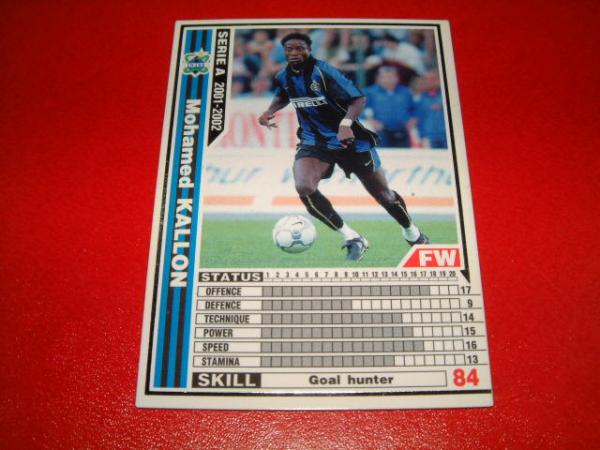 INTER
SERIE A 2001-2002
Mohamed KALLON
PIRELLI
FW
STATUS 1 2 3 4 5 6 7 8 9 10 11 12 13 14 15 16 17 18 19 20
OFFENCE 17
DEFENCE 9
TECHNIQUE 14
POWER 15
SPEED 16
STAMINA 13
SKILL Goal hunter 84